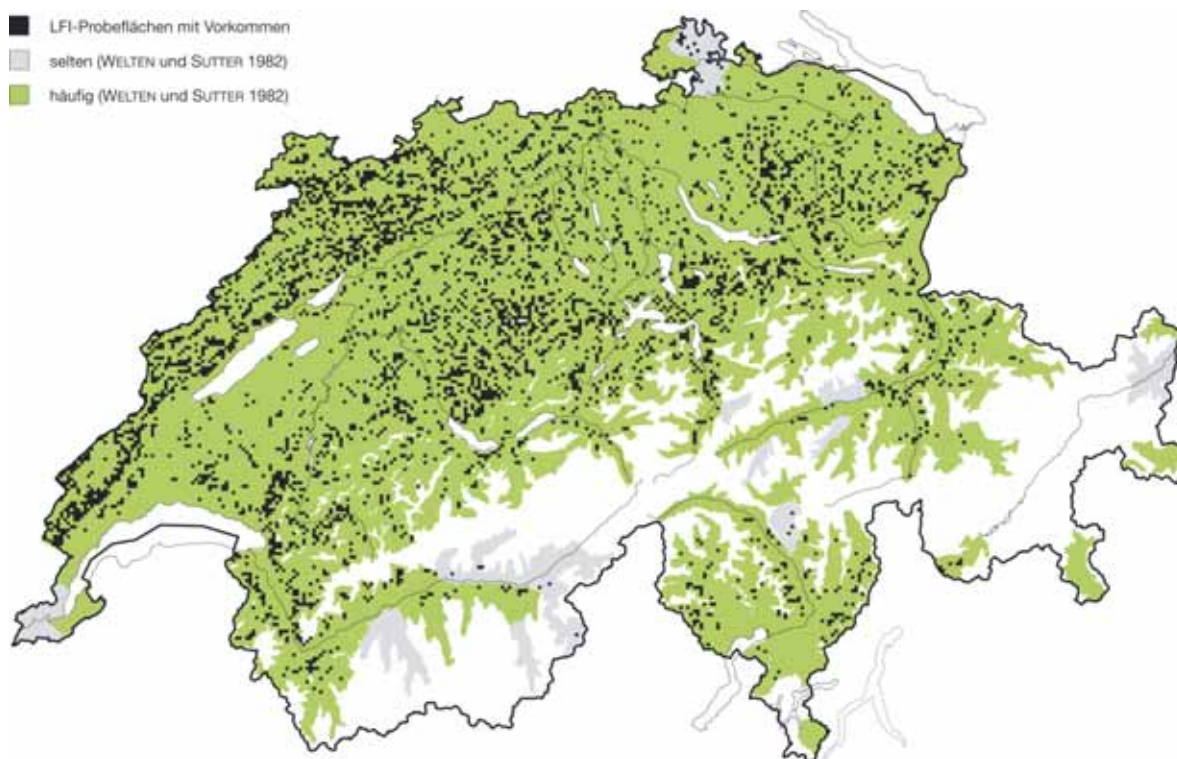 LFI-Probeflächen mit Vorkommen
selten (WELTEN und SUTTER 1982)
häufig (WELTEN und SUTTER 1982)